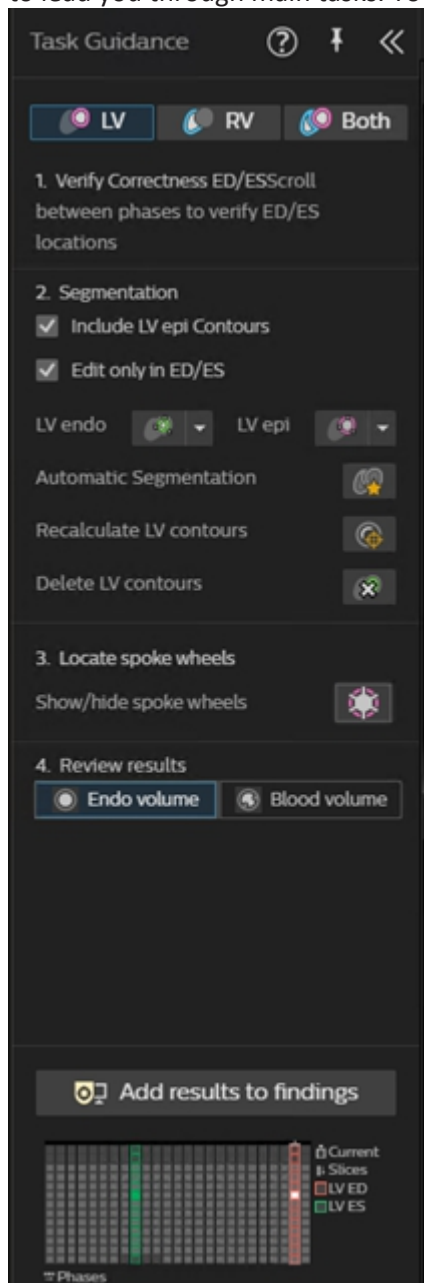 Task Guidance
LV RV Both
1. Verify Correctness ED/ESScroll
between phases to verify ED/ES
locations
2. Segmentation
Include LV epi Contours
Edit only in ED/ES
LV endo LV epi
Automatic Segmentation
Recalculate LV contours
Delete LV contours
3. Locate spoke wheels
Show/hide spoke wheels
4. Review results
Endo volume Blood volume
Add results to findings
Current
Slices
LV ED
LV ES
Phases